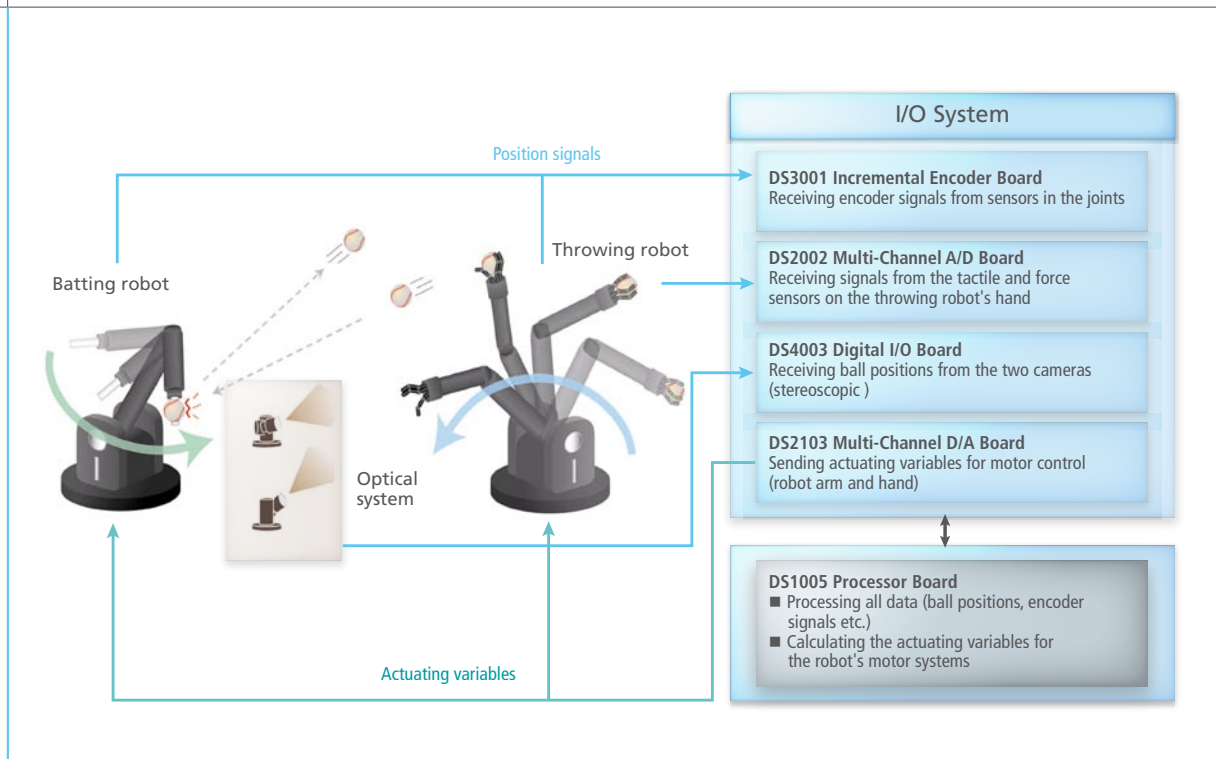 I/O System
Position signals
DS3001 Incremental Encoder Board
Receiving encoder signals from sensors in the joints
Throwing robot
Batting robot
DS2002 Multi-Channel A/D Board
Receiving signals from the tactile and force
sensors on the throwing robot's hand
DS4003 Digital I/O Board
Receiving ball positions from the two cameras
(stereoscopic )
DS2103 Multi-Channel D/A Board
Sending actuating variables for motor control
(robot arm and hand)
Optical
system
DS1005 Processor Board
■ Processing all data (ball positions, encoder
signals etc.)
■ Calculating the actuating variables for
the robot's motor systems
Actuating variables